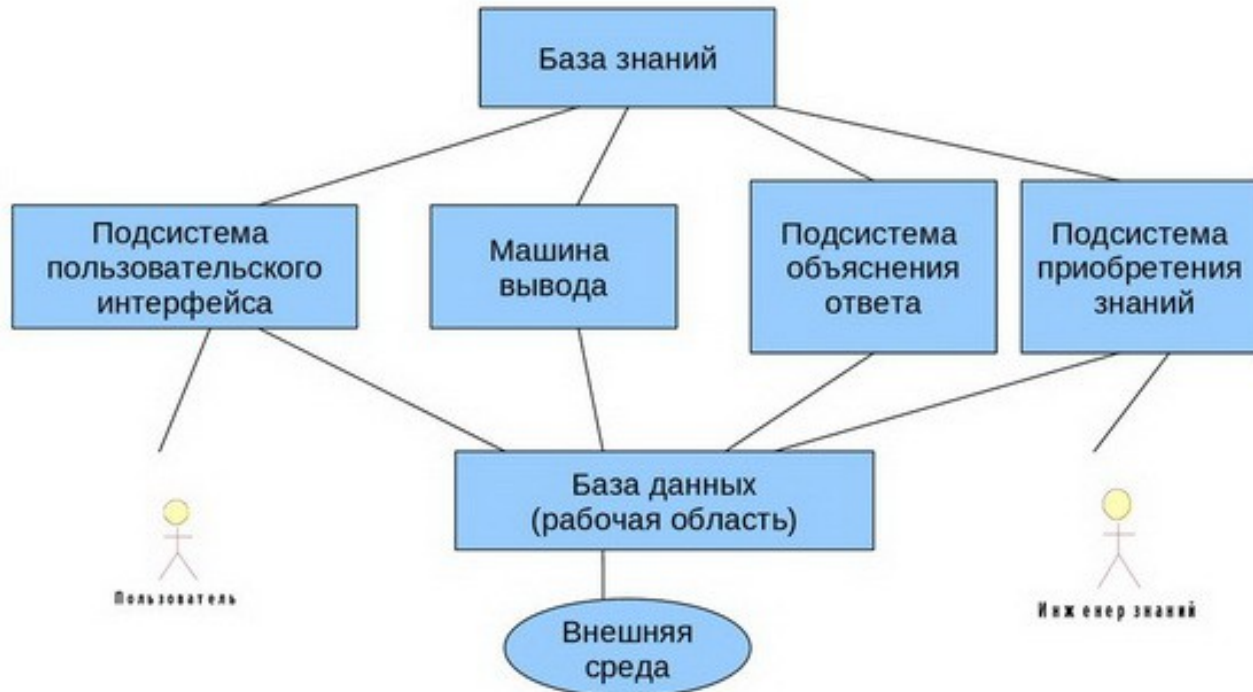 База знаний
Подсистема
пользовательского
интерфейса
Машина
вывода
Подсистема
объяснения
ответа
Подсистема
приобретения
знаний
База данных
(рабочая область)
Пользователь
Инженер знаний
Внешняя
среда